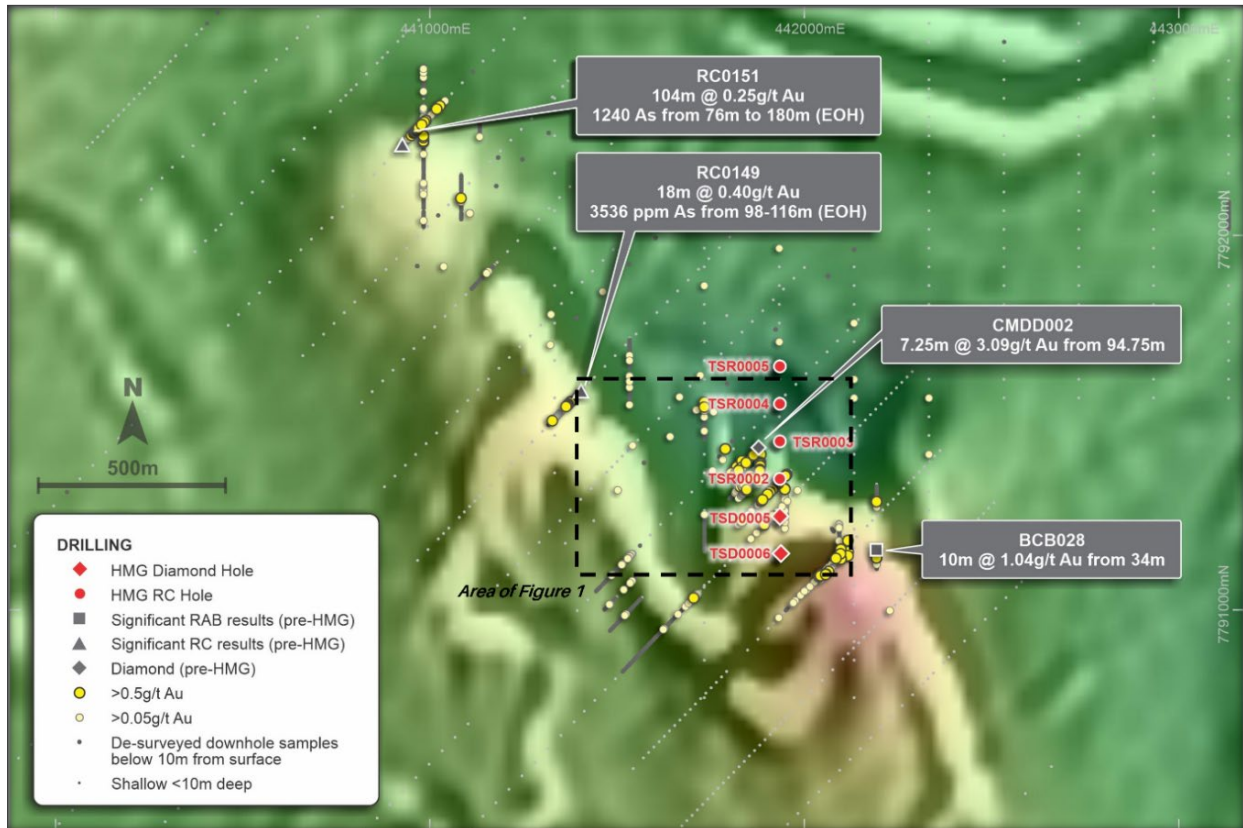 441000mE
442000mE
443000mE
RC0151
104m @ 0.25g/t Au
1240 As from 76m to 180m (EOH)
RC0149
18m @ 0.40g/t Au
3536 ppm As from 98-116m (EOH)
7792000mN
CMDD002
7.25m @ 3.09g/t Au from 94.75m
TSR0005
TSR0004
TSR0003
TSR0002
TSD0005
TSD0006
N
500m
BCB028
10m @ 1.04g/t Au from 34m
Area of Figure 1
7791000mN
DRILLING
HMG Diamond Hole
HMG RC Hole
Significant RAB results (pre-HMG)
Significant RC results (pre-HMG)
Diamond (pre-HMG)
>0.5g/t Au
>0.05g/t Au
De-surveyed downhole samples
below 10m from surface
Shallow <10m deep